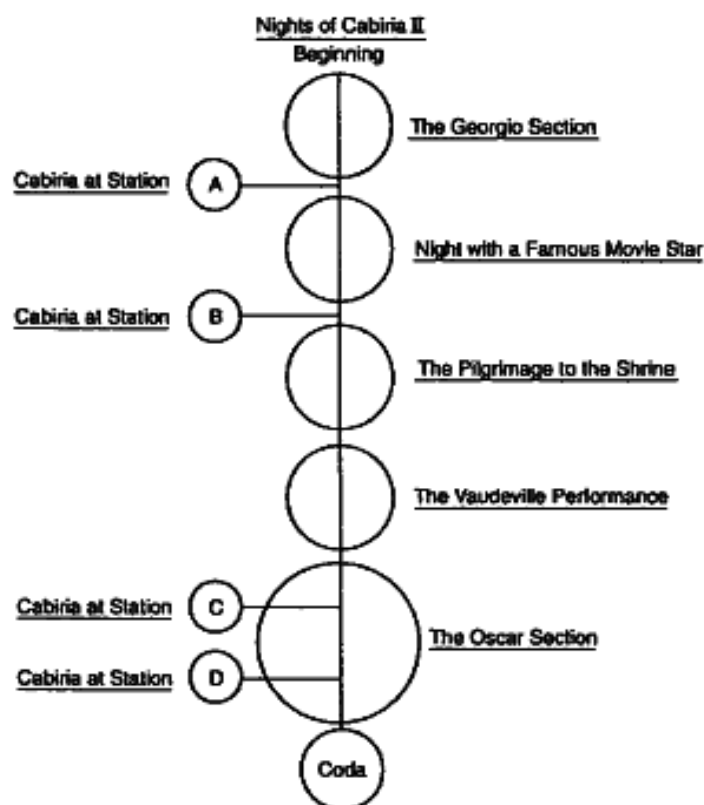 Nights of Cabiria II
Beginning
The Georgio Section
Cabiria at Station
A
Night with a Famous Movie Star
Cabiria at Station
B
The Pilgrimage to the Shrine
The Vaudeville Performance
Cabiria at Station
C
The Oscar Section
Cabiria at Station
D
Coda